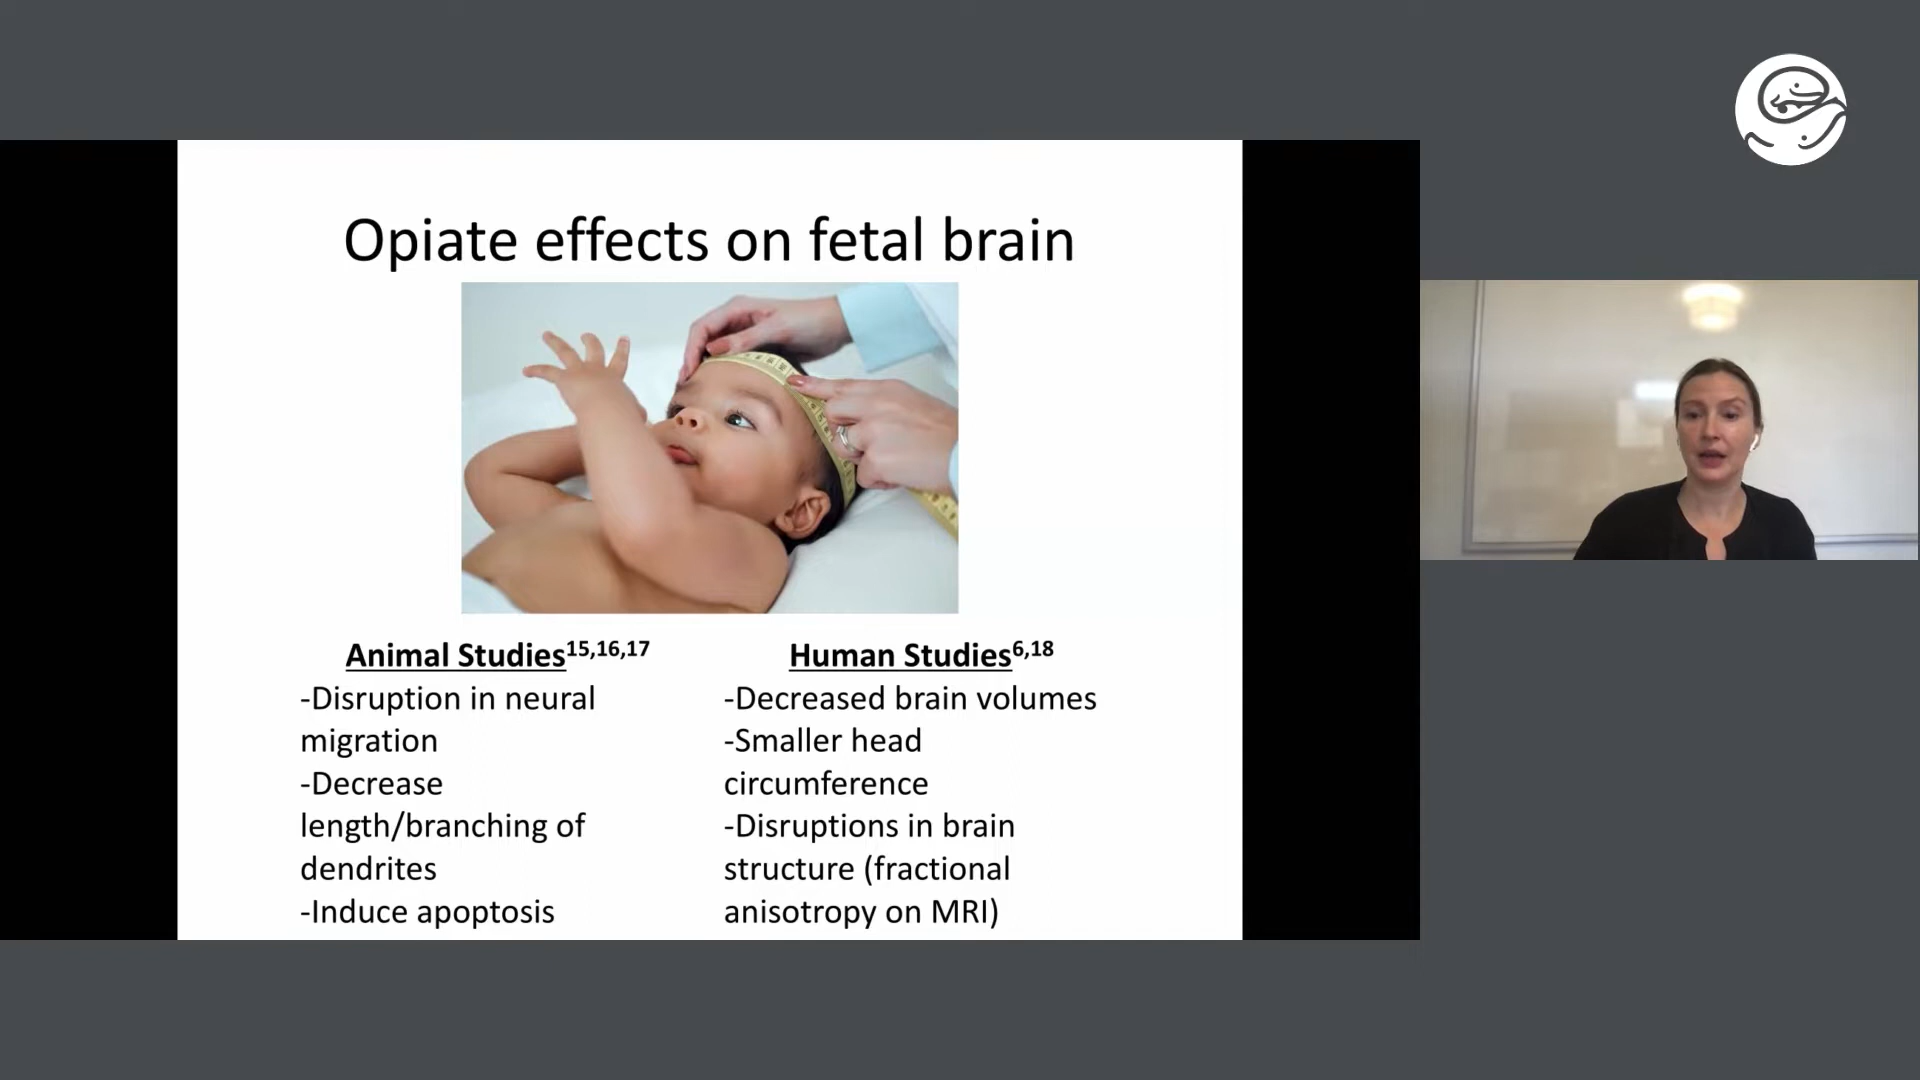 Opiate effects on fetal brain
Animal Studies15,16,17
-Disruption in neural
migration
-Decrease
length/branching of
dendrites
-Induce apoptosis
Human Studies6,18
-Decreased brain volumes
-Smaller head
circumference
-Disruptions in brain
structure (fractional
anisotropy on MRI)